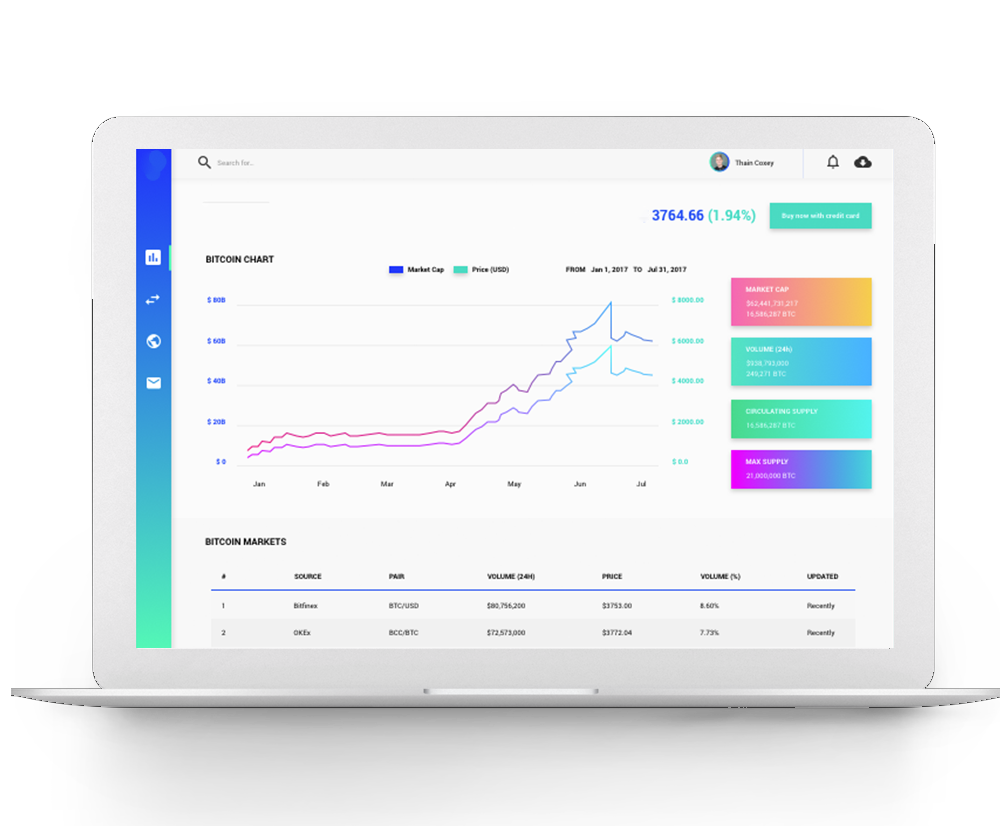 Search for..
Thain Coxey
3764.66 (1.94%)
Buy now with credit card
BITCOIN CHART
Market Cap Price (USD)
FROM Jan 1, 2017 TO Jul 31, 2017
$ 80B
$ 60B
$ 40B
$ 20B
$ 0
$ 8000.00
$ 6000.00
$ 4000.00
$ 2000.00
$ 0.0
Jan Feb Mar Apr May Jun Jul
MARKET CAP
$62,441,731,217
16,586,287 BTC
VOLUME (24h)
$938,793,000
249,271 BTC
CIRCULATING SUPPLY
16,586,287 BTC
MAX SUPPLY
21,000,000 BTC
BITCOIN MARKETS
# SOURCE PAIR VOLUME (24H) PRICE VOLUME (%) UPDATED
1 Bitfinex BTC/USD $80,756,200 $3753.00 8.60% Recently
2 OKEx BCC/BTC $72,573,000 $3772.04 7.73% Recently